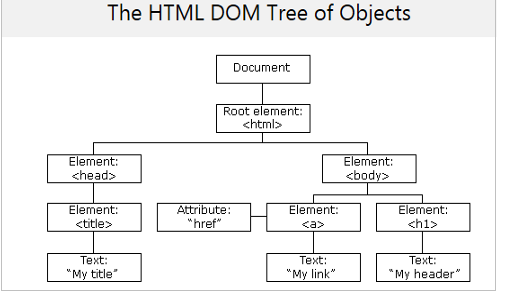 The HTML DOM Tree of Objects
Document
Root element:
<html>
Element:
<head>
Element:
<body>
Element:
<title>
Attribute:
"href"
Element:
<a>
Element:
<h1>
Text:
"My title"
Text:
"My link"
Text:
"My header"